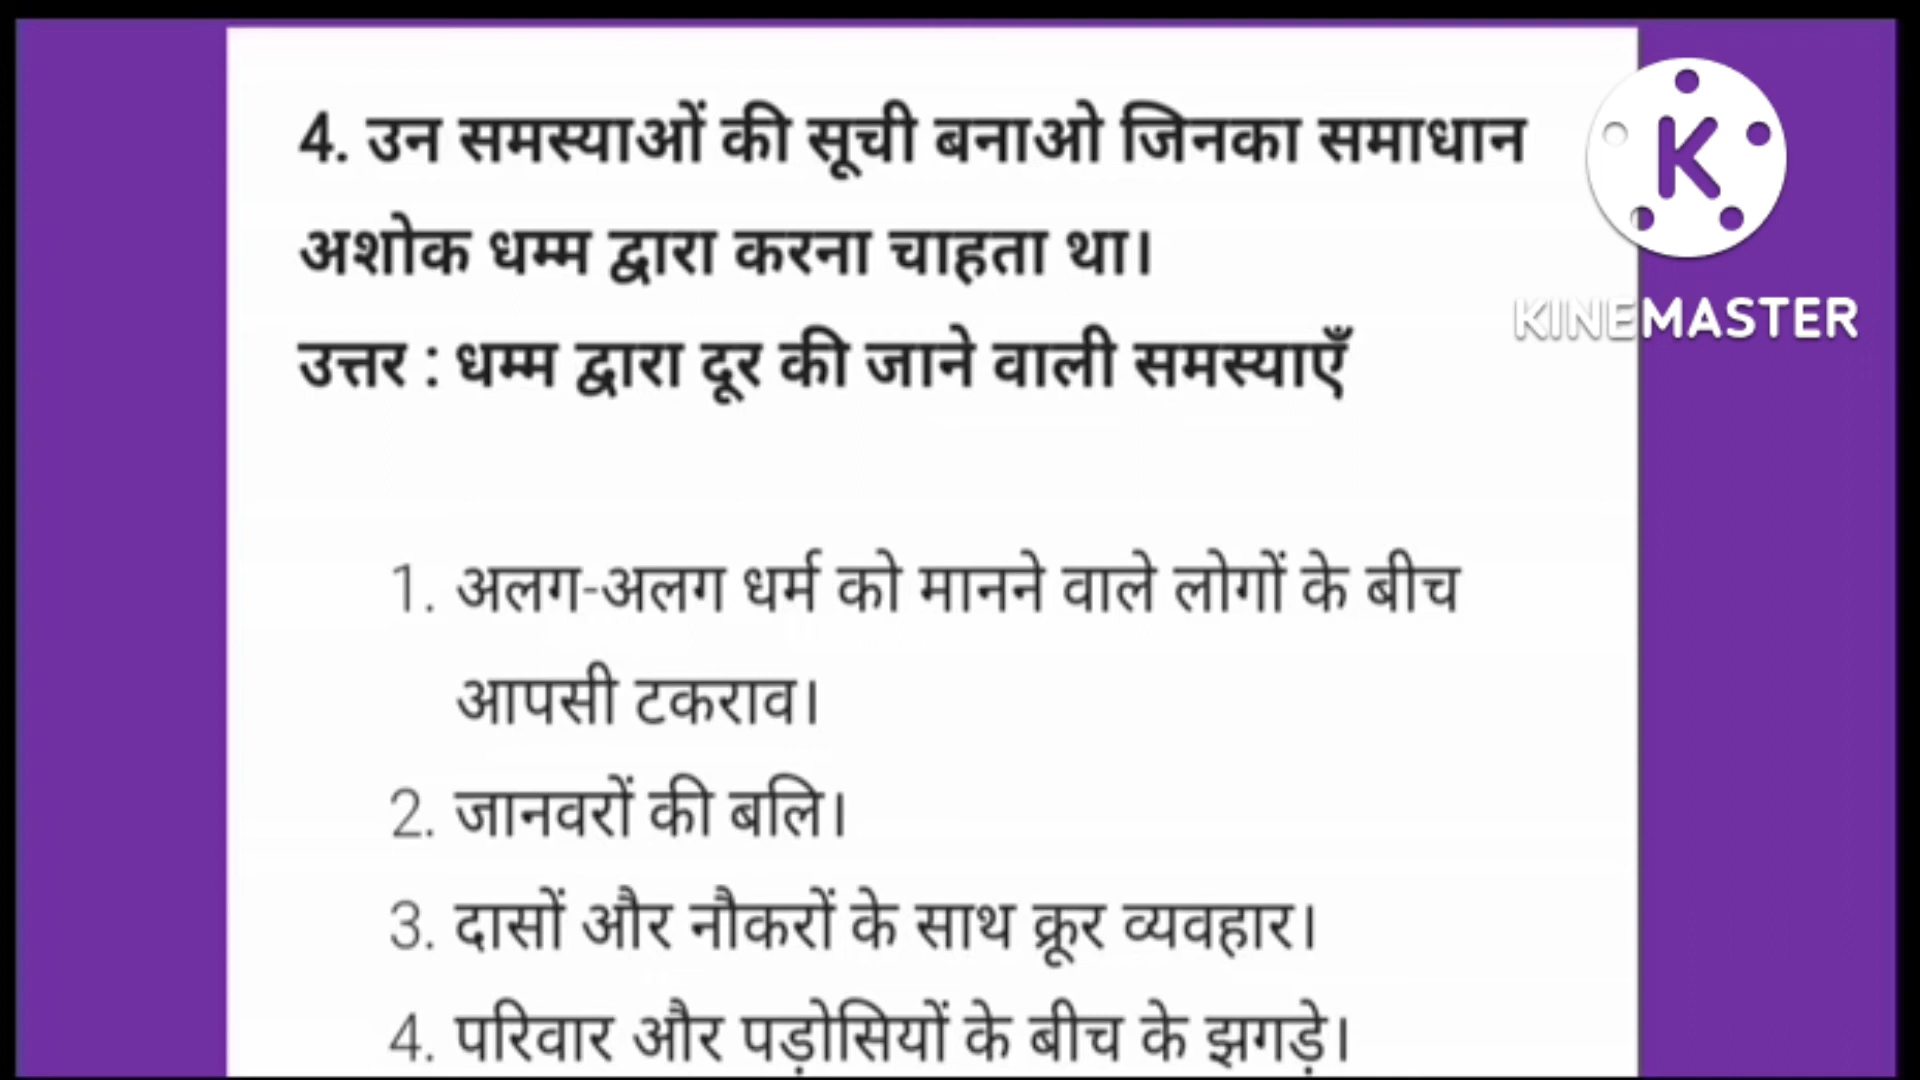 4. उन समस्याओं की सूची बनाओ जिनका समाधान
अशोक धम्म द्वारा करना चाहता था।
उत्तर : धम्म द्वारा दूर की जाने वाली समस्याएँ
1. अलग-अलग धर्म को मानने वाले लोगों के बीच
आपसी टकराव।
2. जानवरों की बलि।
3. दासों और नौकरों के साथ क्रूर व्यवहार।
4. परिवार और पड़ोसियों के बीच के झगड़े।
K
KINEMASTER